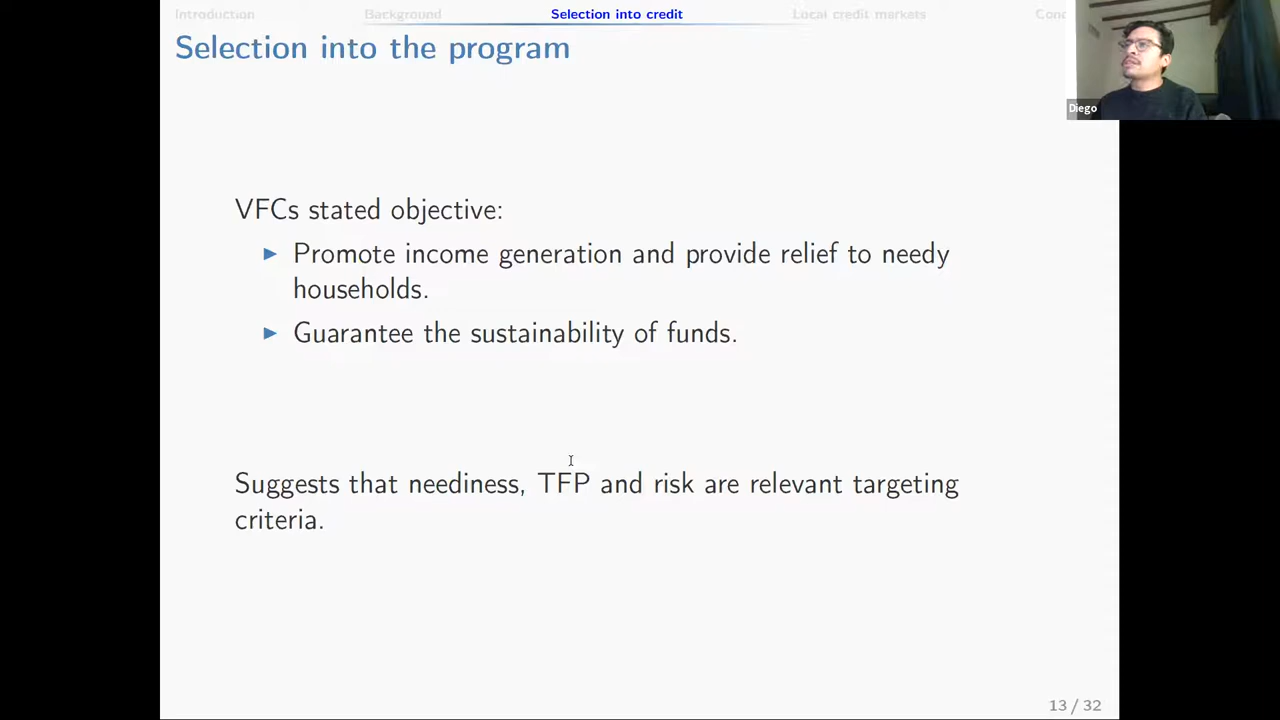 Introduction Background Selection into credit Local credit markets Conc
Selection into the program
Diego
VFCs stated objective:
▶ Promote income generation and provide relief to needy
households.
▶ Guarantee the sustainability of funds.
Suggests that neediness, TFP and risk are relevant targeting
criteria.
13 / 32